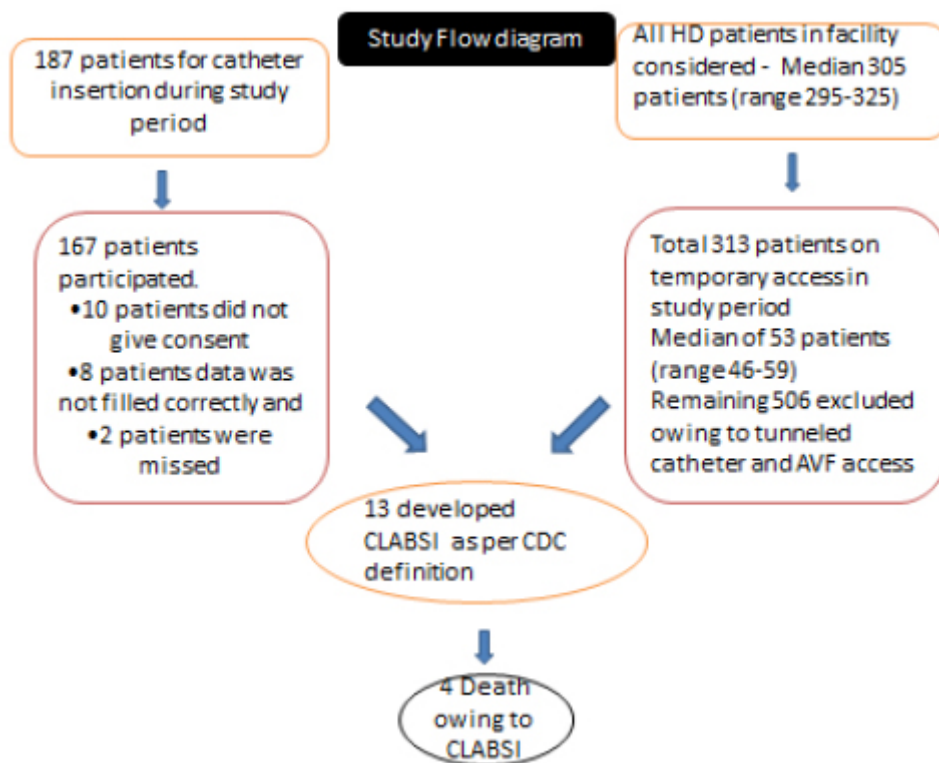 Study Flow diagram
187 patients for catheter
insertion during study
period
All HD patients in facility
considered - Median 305
patients (range 295-325)
167 patients
participated.
•10 patients did not
give consent
•8 patients data was
not filled correctly and
•2 patients were
missed
Total 313 patients on
temporary access in
study period
Median of 53 patients
(range 46-59)
Remaining 506 excluded
owing to tunneled
catheter and AVF access
13 developed
CLABSI as per CDC
definition
4 Death
owing to
CLABSI